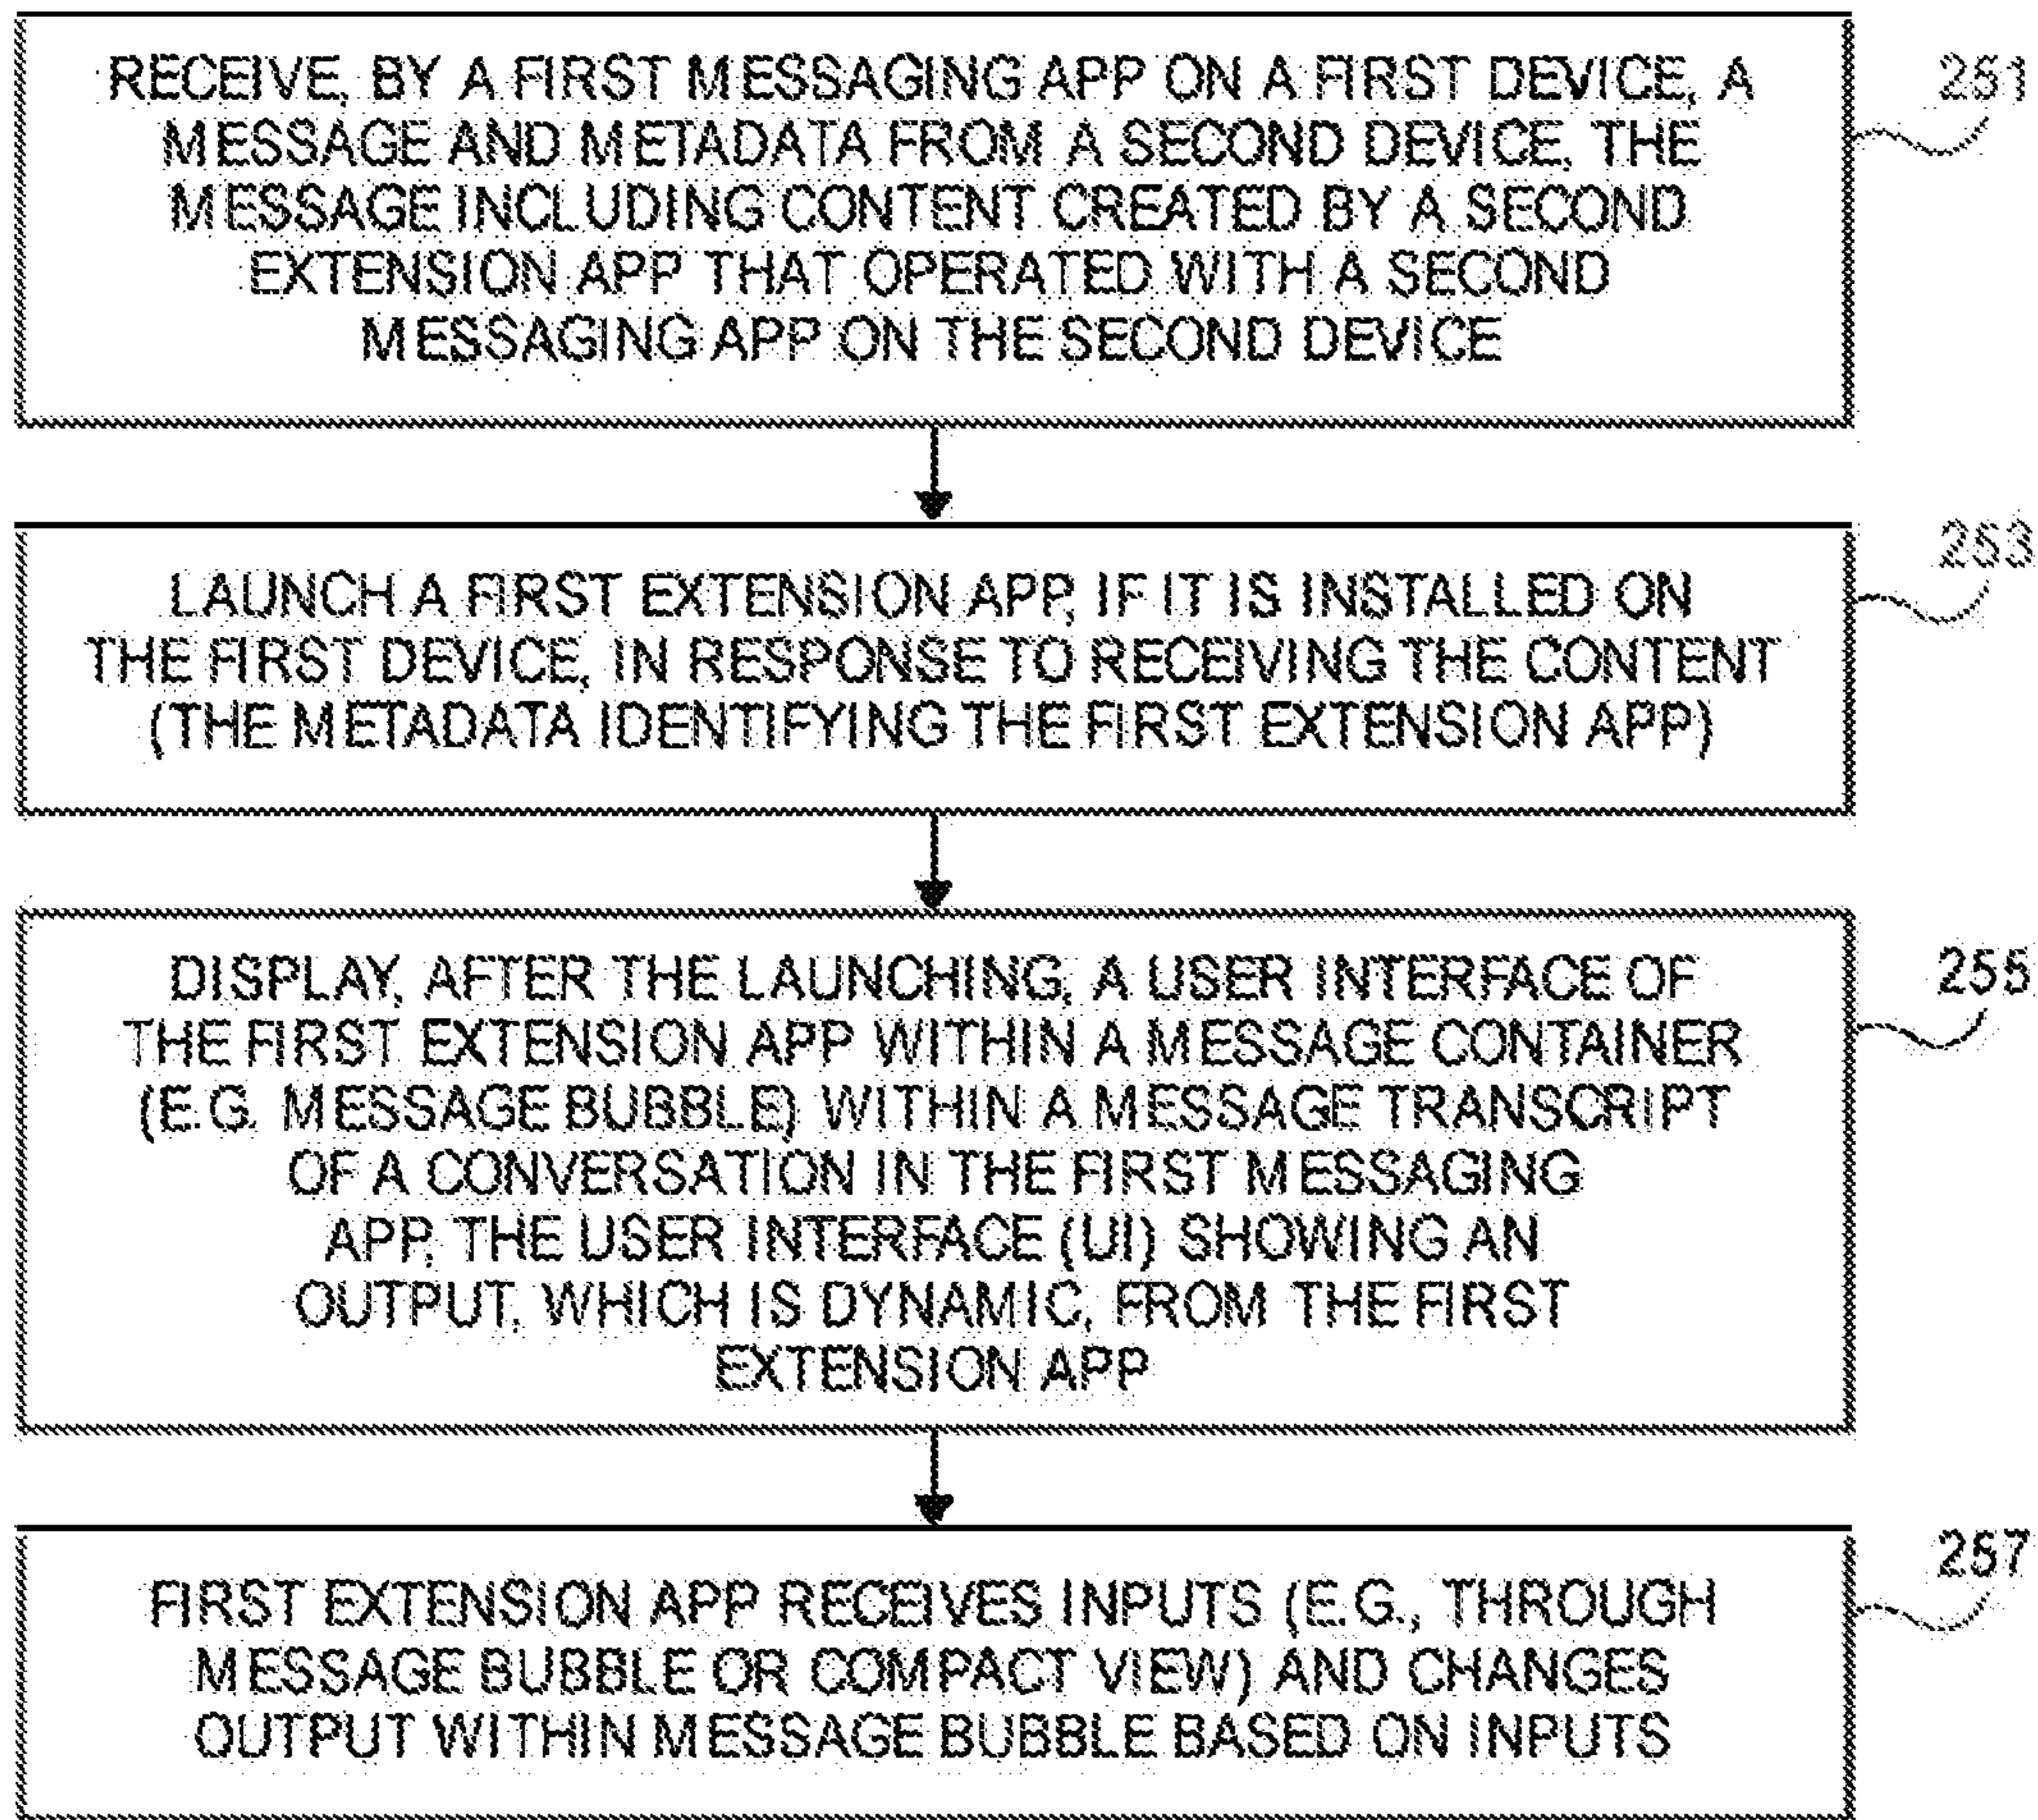 RECEIVE, BY A FIRST MESSAGING APP ON A FIRST DEVICE, A
MESSAGE AND METADATA FROM A SECOND DEVICE, THE
MESSAGE INCLUDING CONTENT CREATED BY A SECOND
EXTENSION APP THAT OPERATED WITH A SECOND
MESSAGING APP ON THE SECOND DEVICE
251
LAUNCH A FIRST EXTENSION APP, IF IT IS INSTALLED ON
THE FIRST DEVICE, IN RESPONSE TO RECEIVING THE CONTENT
(THE METADATA IDENTIFYING THE FIRST EXTENSION APP)
253
DISPLAY, AFTER THE LAUNCHING, A USER INTERFACE OF
THE FIRST EXTENSION APP WITHIN A MESSAGE CONTAINER
(E.G. MESSAGE BUBBLE) WITHIN A MESSAGE TRANSCRIPT
OF A CONVERSATION IN THE FIRST MESSAGING
APP, THE USER INTERFACE (UI) SHOWING AN
OUTPUT, WHICH IS DYNAMIC, FROM THE FIRST
EXTENSION APP
255
FIRST EXTENSION APP RECEIVES INPUTS (E.G., THROUGH
MESSAGE BUBBLE OR COMPACT VIEW) AND CHANGES
OUTPUT WITHIN MESSAGE BUBBLE BASED ON INPUTS
257